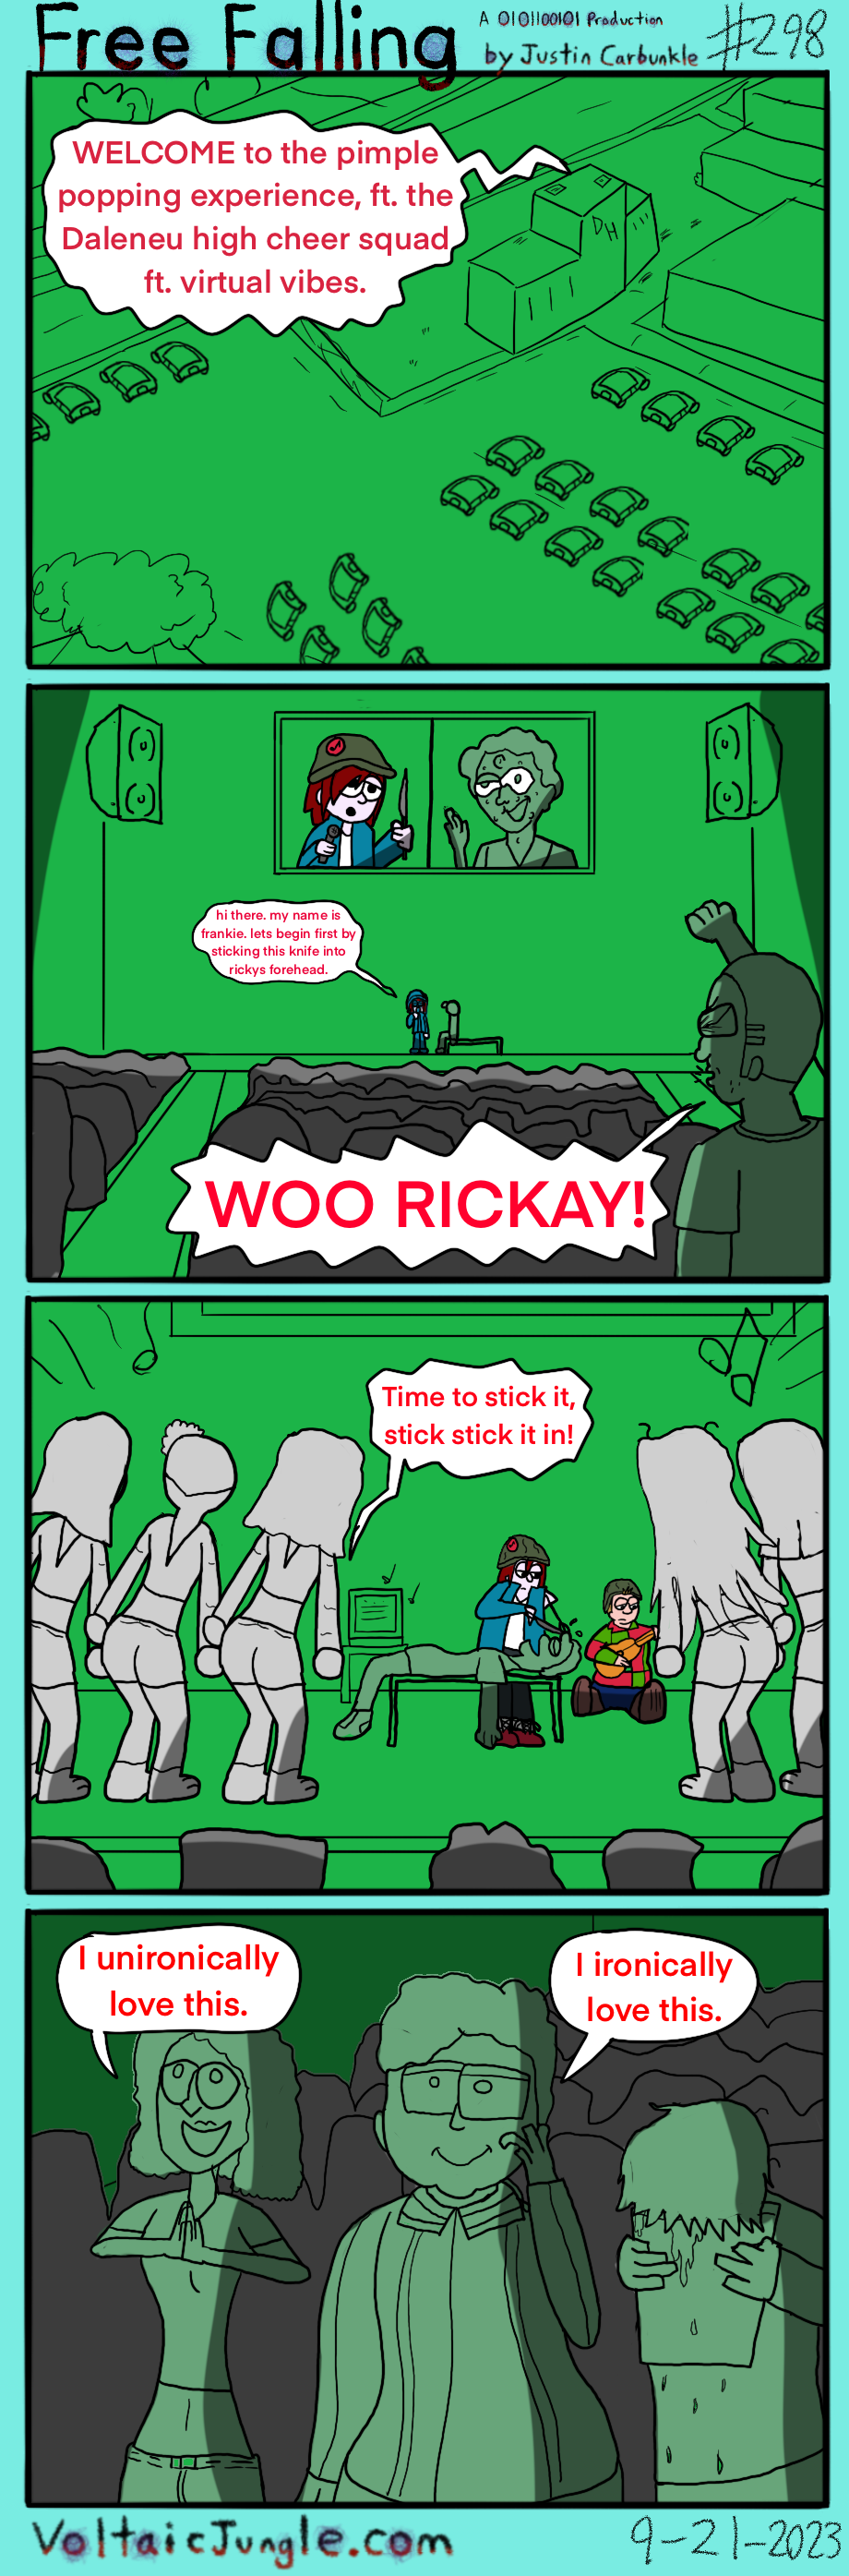 Free Falling
A 0101100101 Production
by Justin Carbunkle
#298
WELCOME to the pimple
popping experience, ft. the
Daleneu high cheer squad
ft. virtual vibes.
DH
hi there. my name is
frankie. lets begin first by
sticking this knife into
rickys forehead.
WOO RICKAY!
Time to stick it,
stick stick it in!
I unironically
love this.
I ironically
love this.
VoltaicJungle.com
9-21-2023